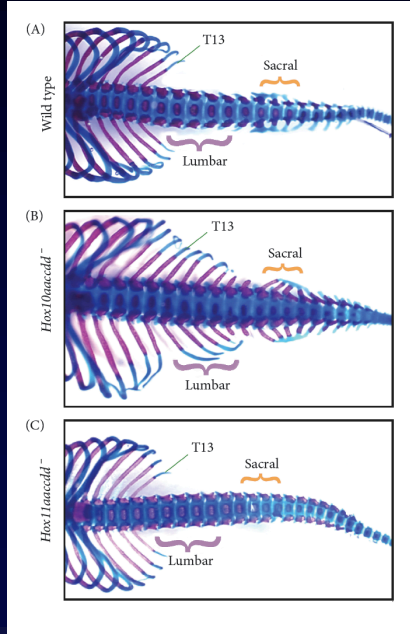 (A)
T13
Sacral
Wild type
Lumbar
(B)
T13
Sacral
Hox10aaccdd⁻
Lumbar
(C)
T13
Sacral
Hox11aaccdd⁻
Lumbar